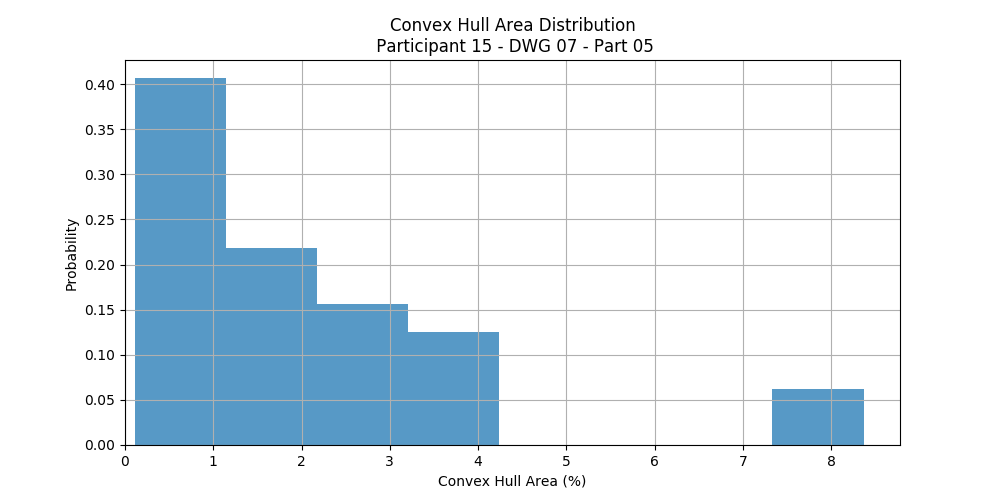 Convex Hull Area Distribution
Participant 15 - DWG 07 - Part 05
Probability
0.40
0.35
0.30
0.25
0.20
0.15
0.10
0.05
0.00
0 1 2 3 4 5 6 7 8
Convex Hull Area (%)